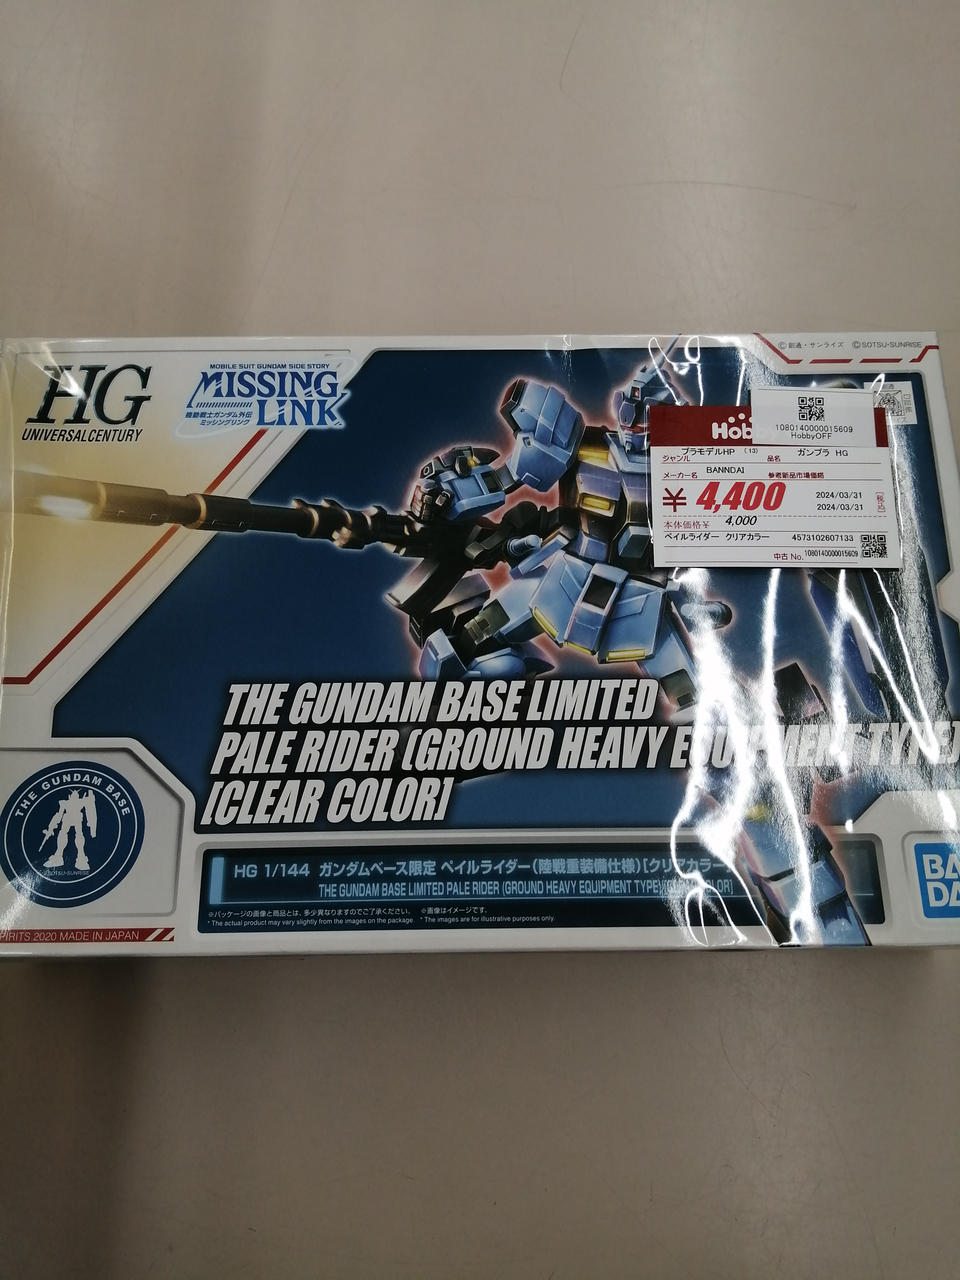 HG
UNIVERSAL CENTURY
MOBILE SUIT GUNDAM SIDE STORY
MISSING
LINK
機動戦士ガンダム外伝
ミッシングリンク
©創通・サンライズ ©SOTSU・SUNRISE
Hobby
1080140000015609
HobbyOFF
ジャンル プラモデルHP (13) 品名 ガンプラ HG
メーカー名 BANNDAI 参考新品市場価格
¥4,400
2024/03/31
2024/03/31
本体価格¥ 4,000
ペイルライダー クリアカラー 4573102607133
中古 No. 1080140000015609
THE GUNDAM BASE LIMITED
PALE RIDER (GROUND HEAVY EQUIPMENT TYPE)
[CLEAR COLOR]
THE GUNDAM BASE
©SOTSU・SUNRISE
HG 1/144 ガンダムベース限定 ペイルライダー(陸戦重装備仕様)[クリアカラー
THE GUNDAM BASE LIMITED PALE RIDER (GROUND HEAVY EQUIPMENT TYPE) [CLEAR COLOR]
※パッケージの画像と商品とは、多少異なりますのでご了承ください。 ※画像はイメージです。
* The actual product may vary slightly from the images on the package. * The images are for illustrative purposes only.
BA
DA
PIRITS 2020 MADE IN JAPAN